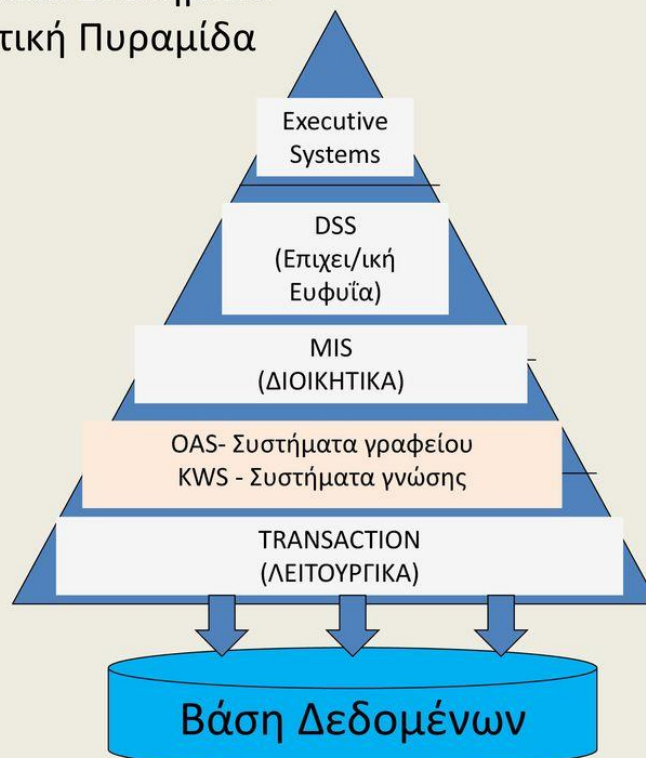 Πυραμίδα
Executive
Systems
DSS
(Επιχει/ική
Ευφυΐα)
MIS
(ΔΙΟΙΚΗΤΙΚΑ)
OAS- Συστήματα γραφείου
KWS - Συστήματα γνώσης
TRANSACTION
(ΛΕΙΤΟΥΡΓΙΚΑ)
Βάση Δεδομένων